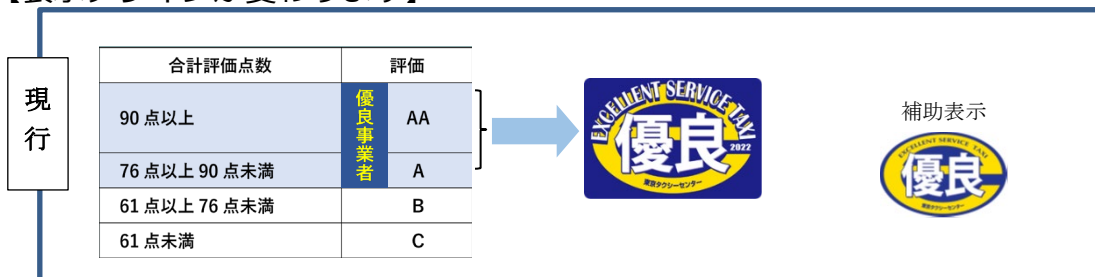 【表示デザインが変わります】
現行
合計評価点数 評価
90 点以上 優良事業者 AA
76 点以上 90 点未満 A
61 点以上 76 点未満 B
61 点未満 C
EXCELLENT SERVICE TAXI
優良
2022
東京タクシーセンター
補助表示
EXCELLENT SERVICE TAXI
優良
東京タクシーセンター